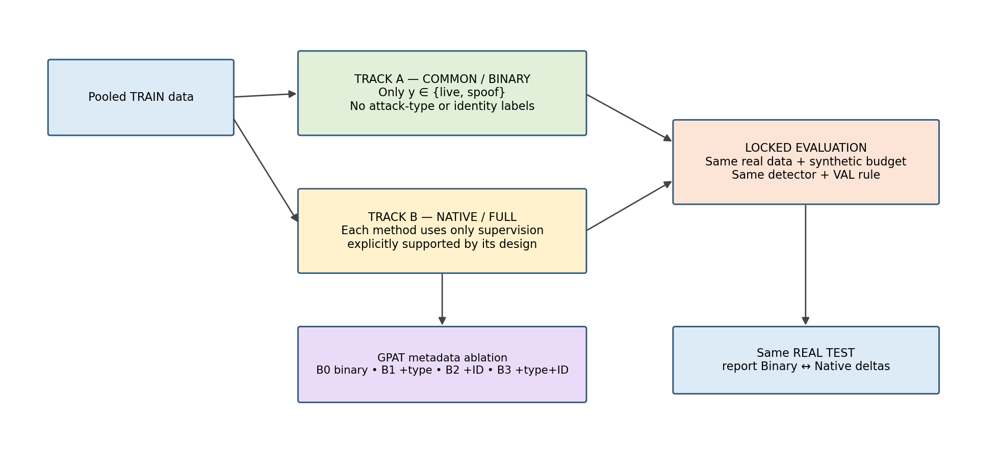 Pooled TRAIN data
TRACK A — COMMON / BINARY
Only y ∈ {live, spoof}
No attack-type or identity labels
LOCKED EVALUATION
Same real data + synthetic budget
Same detector + VAL rule
TRACK B — NATIVE / FULL
Each method uses only supervision
explicitly supported by its design
GPAT metadata ablation
B0 binary • B1 +type • B2 +ID • B3 +type+ID
Same REAL TEST
report Binary ↔ Native deltas